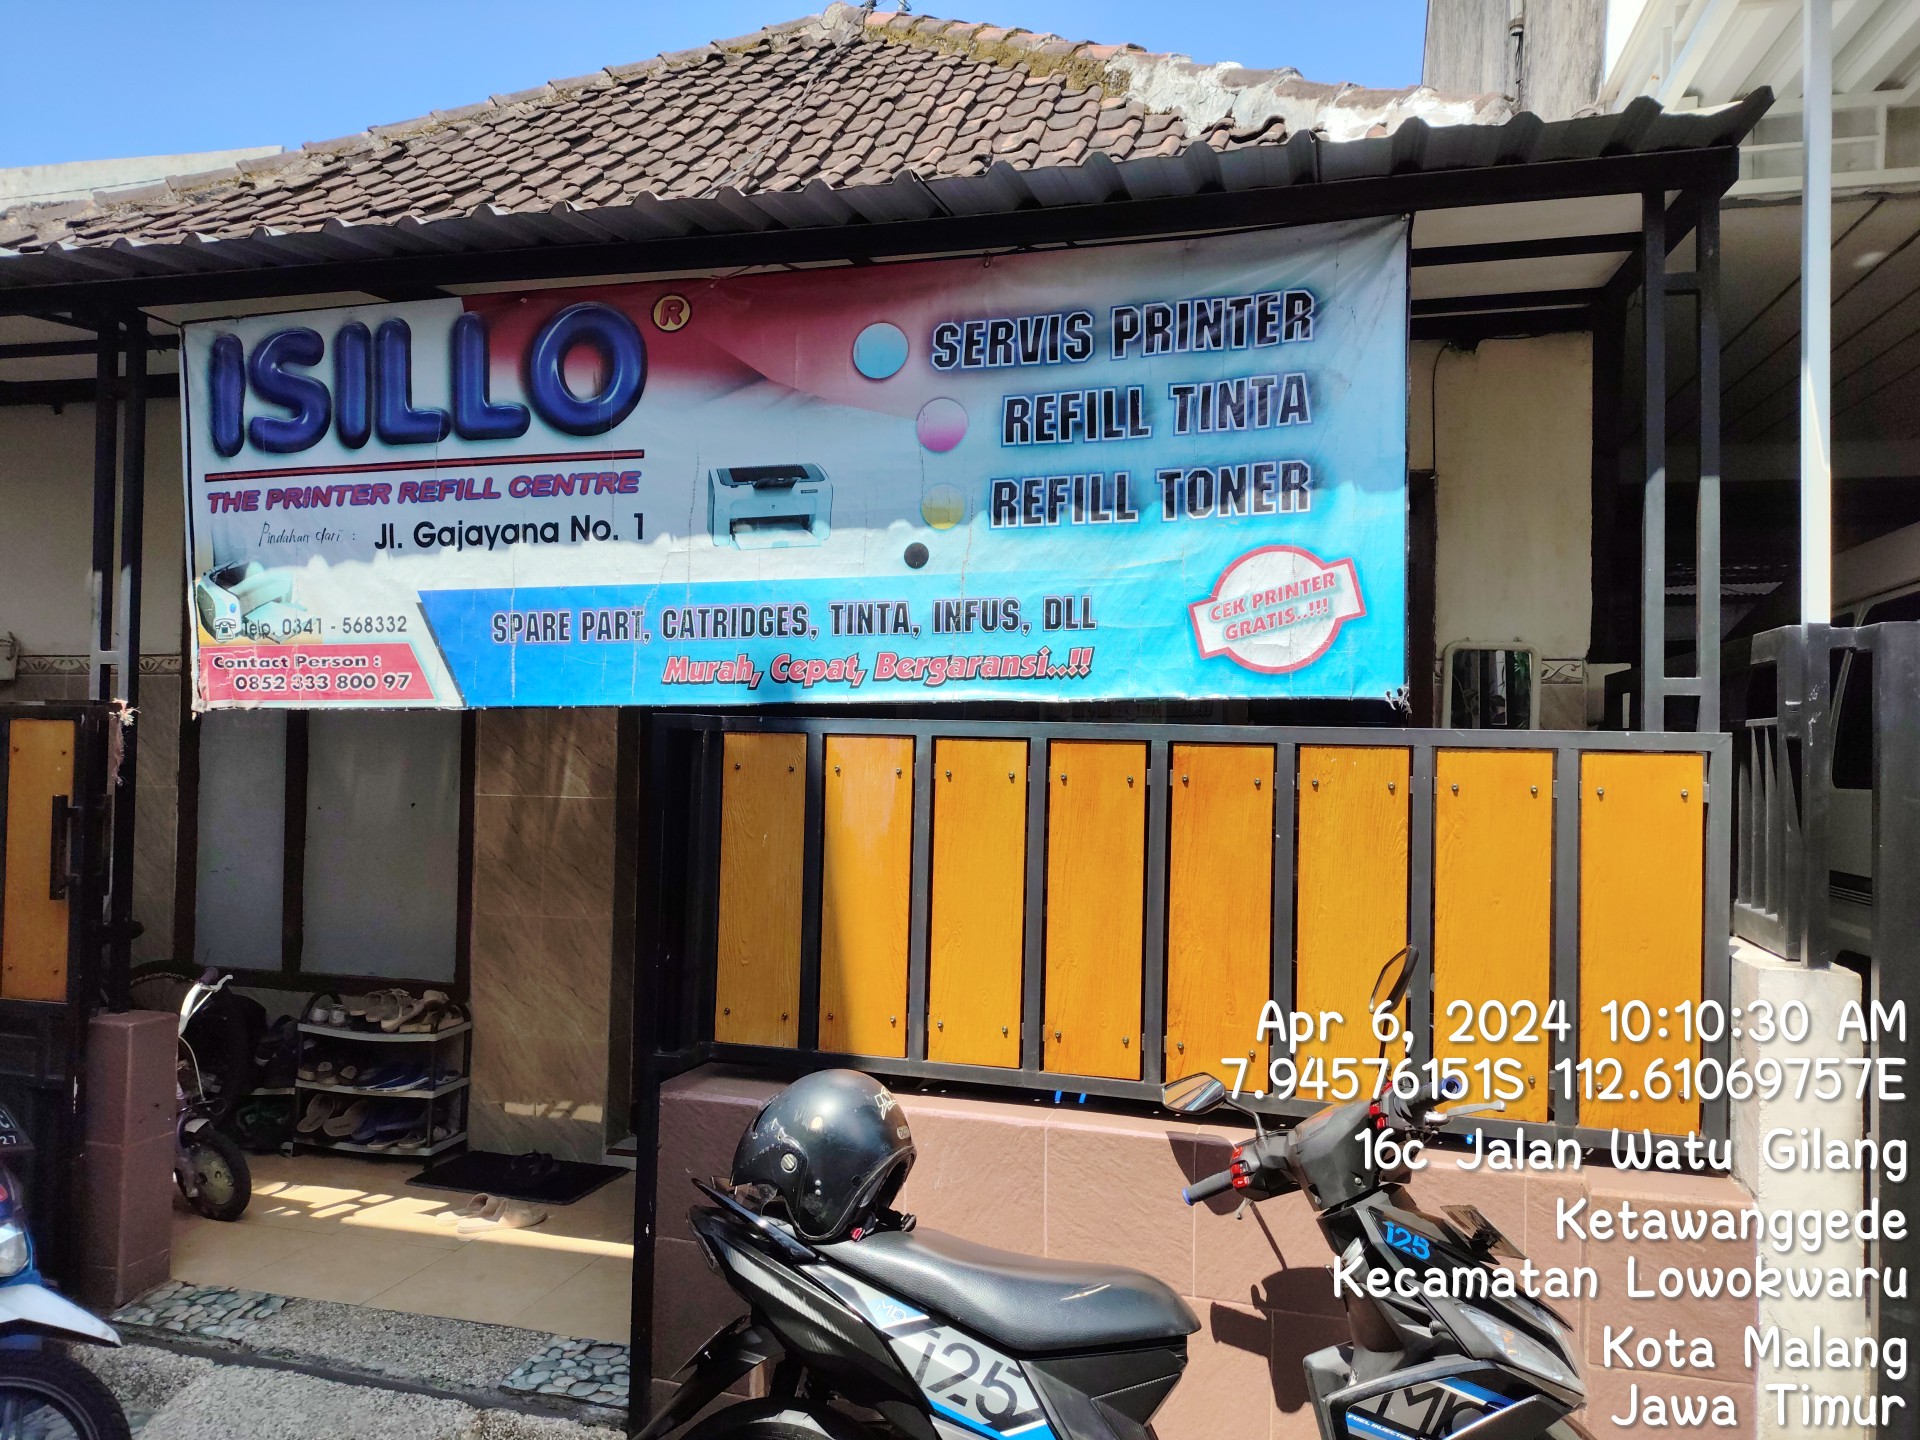 ISILLO ®
THE PRINTER REFILL CENTRE
Pindahan dari : Jl. Gajayana No. 1
Telp. 0341 - 568332
Contact Person :
0852 333 800 97
SERVIS PRINTER
REFILL TINTA
REFILL TONER
SPARE PART, CATRIDGES, TINTA, INFUS, DLL
Murah, Cepat, Bergaransi...!!
CEK PRINTER
GRATIS..!!!
125
125
FUEL INJECTION
Apr 6, 2024 10:10:30 AM
7.94576151S 112.61069757E
16c Jalan Watu Gilang
Ketawanggede
Kecamatan Lowokwaru
Kota Malang
Jawa Timur